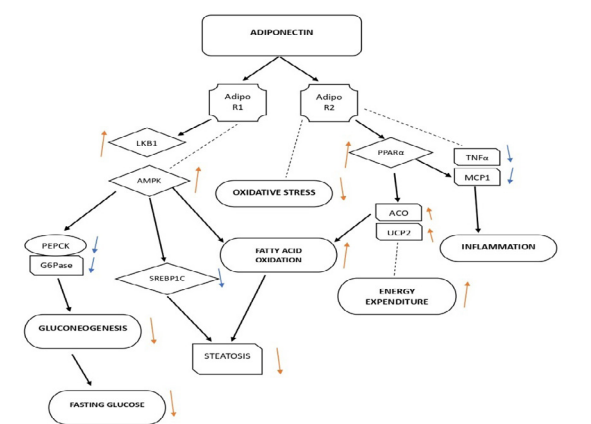 ADIPONECTIN
Adipo
R1
Adipo
R2
LKB1
PPARα
TNFα
MCP1
AMPK
OXIDATIVE STRESS
ACO
UCP2
PEPCK
G6Pase
FATTY ACID
OXIDATION
INFLAMMATION
SREBP1C
ENERGY
EXPENDITURE
GLUCONEOGENESIS
STEATOSIS
FASTING GLUCOSE